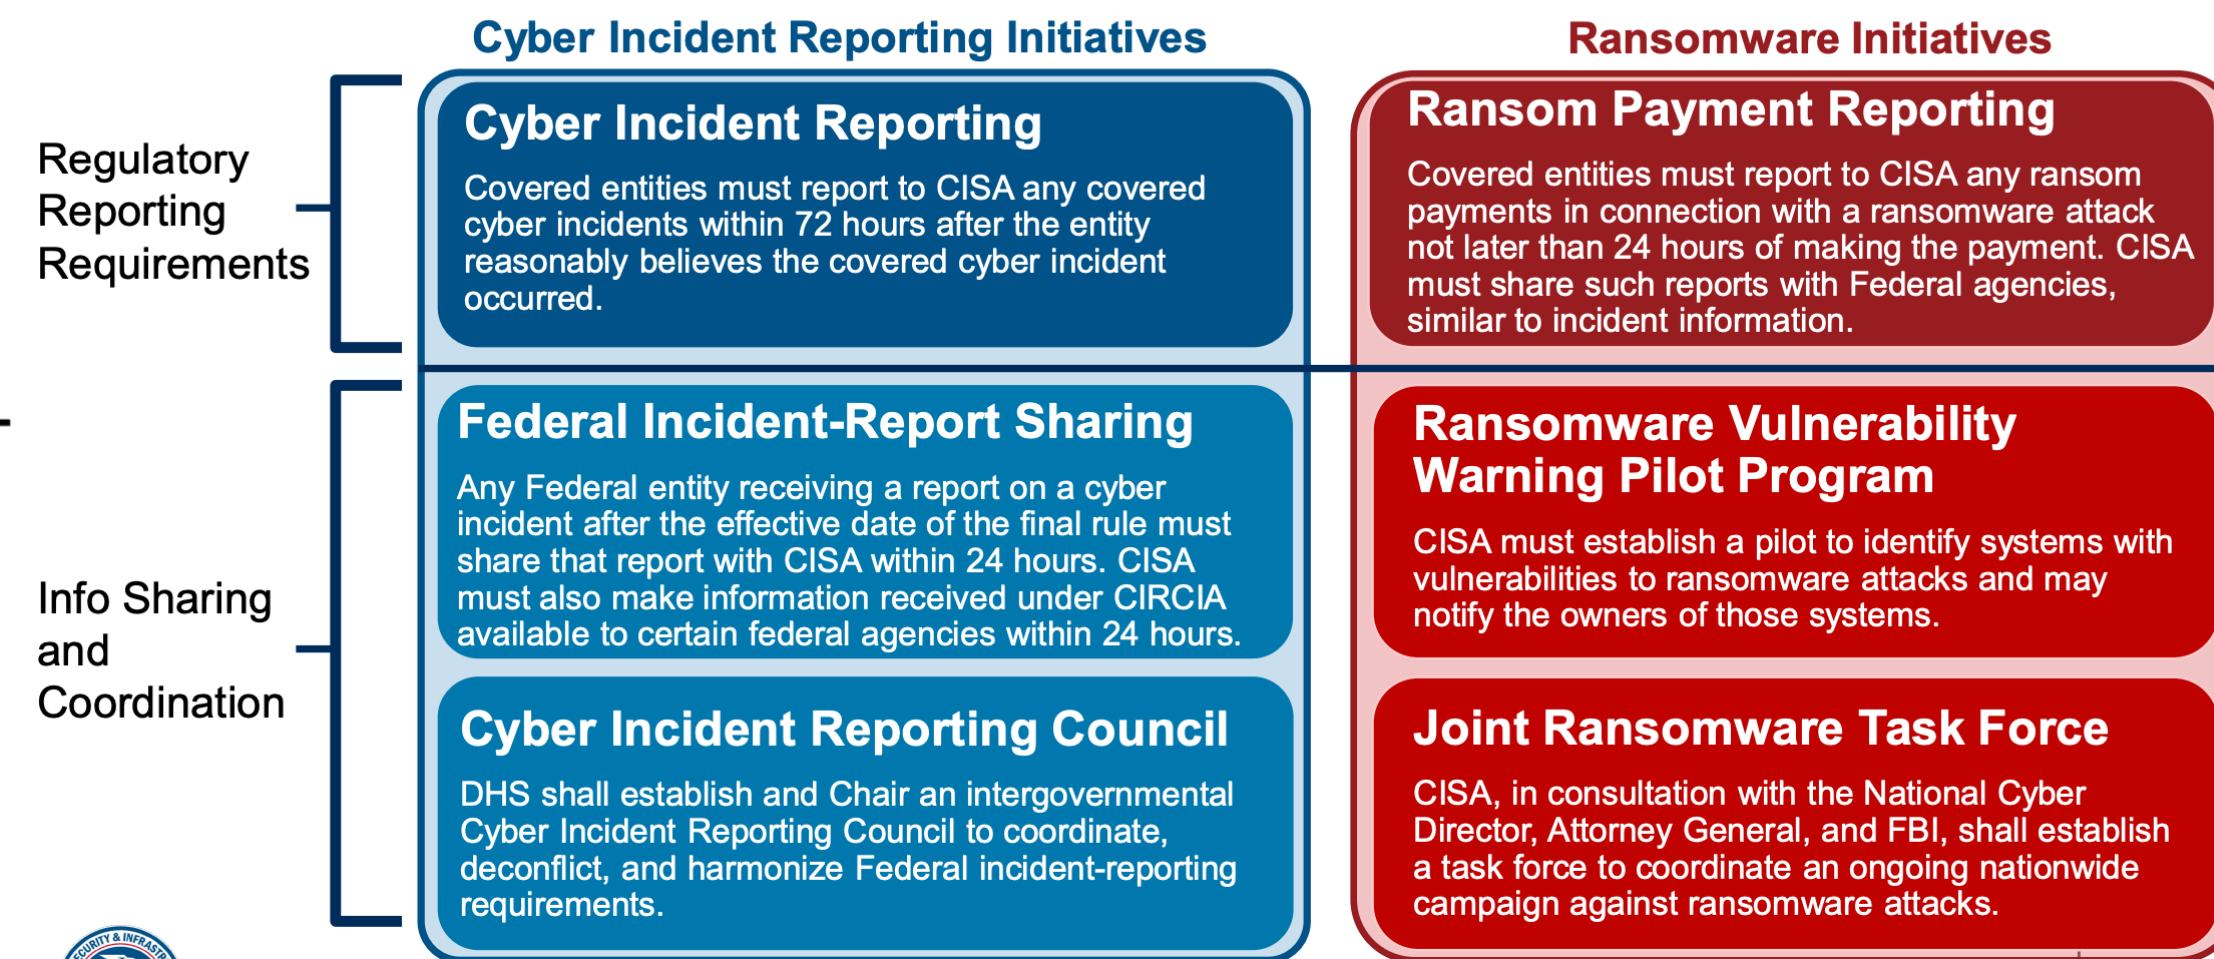 Cyber Incident Reporting Initiatives
Ransomware Initiatives
Regulatory
Reporting
Requirements
Cyber Incident Reporting
Covered entities must report to CISA any covered
cyber incidents within 72 hours after the entity
reasonably believes the covered cyber incident
occurred.
Ransom Payment Reporting
Covered entities must report to CISA any ransom
payments in connection with a ransomware attack
not later than 24 hours of making the payment. CISA
must share such reports with Federal agencies,
similar to incident information.
Info Sharing
and
Coordination
Federal Incident-Report Sharing
Any Federal entity receiving a report on a cyber
incident after the effective date of the final rule must
share that report with CISA within 24 hours. CISA
must also make information received under CIRCIA
available to certain federal agencies within 24 hours.
Ransomware Vulnerability
Warning Pilot Program
CISA must establish a pilot to identify systems with
vulnerabilities to ransomware attacks and may
notify the owners of those systems.
Cyber Incident Reporting Council
DHS shall establish and Chair an intergovernmental
Cyber Incident Reporting Council to coordinate,
deconflict, and harmonize Federal incident-reporting
requirements.
Joint Ransomware Task Force
CISA, in consultation with the National Cyber
Director, Attorney General, and FBI, shall establish
a task force to coordinate an ongoing nationwide
campaign against ransomware attacks.